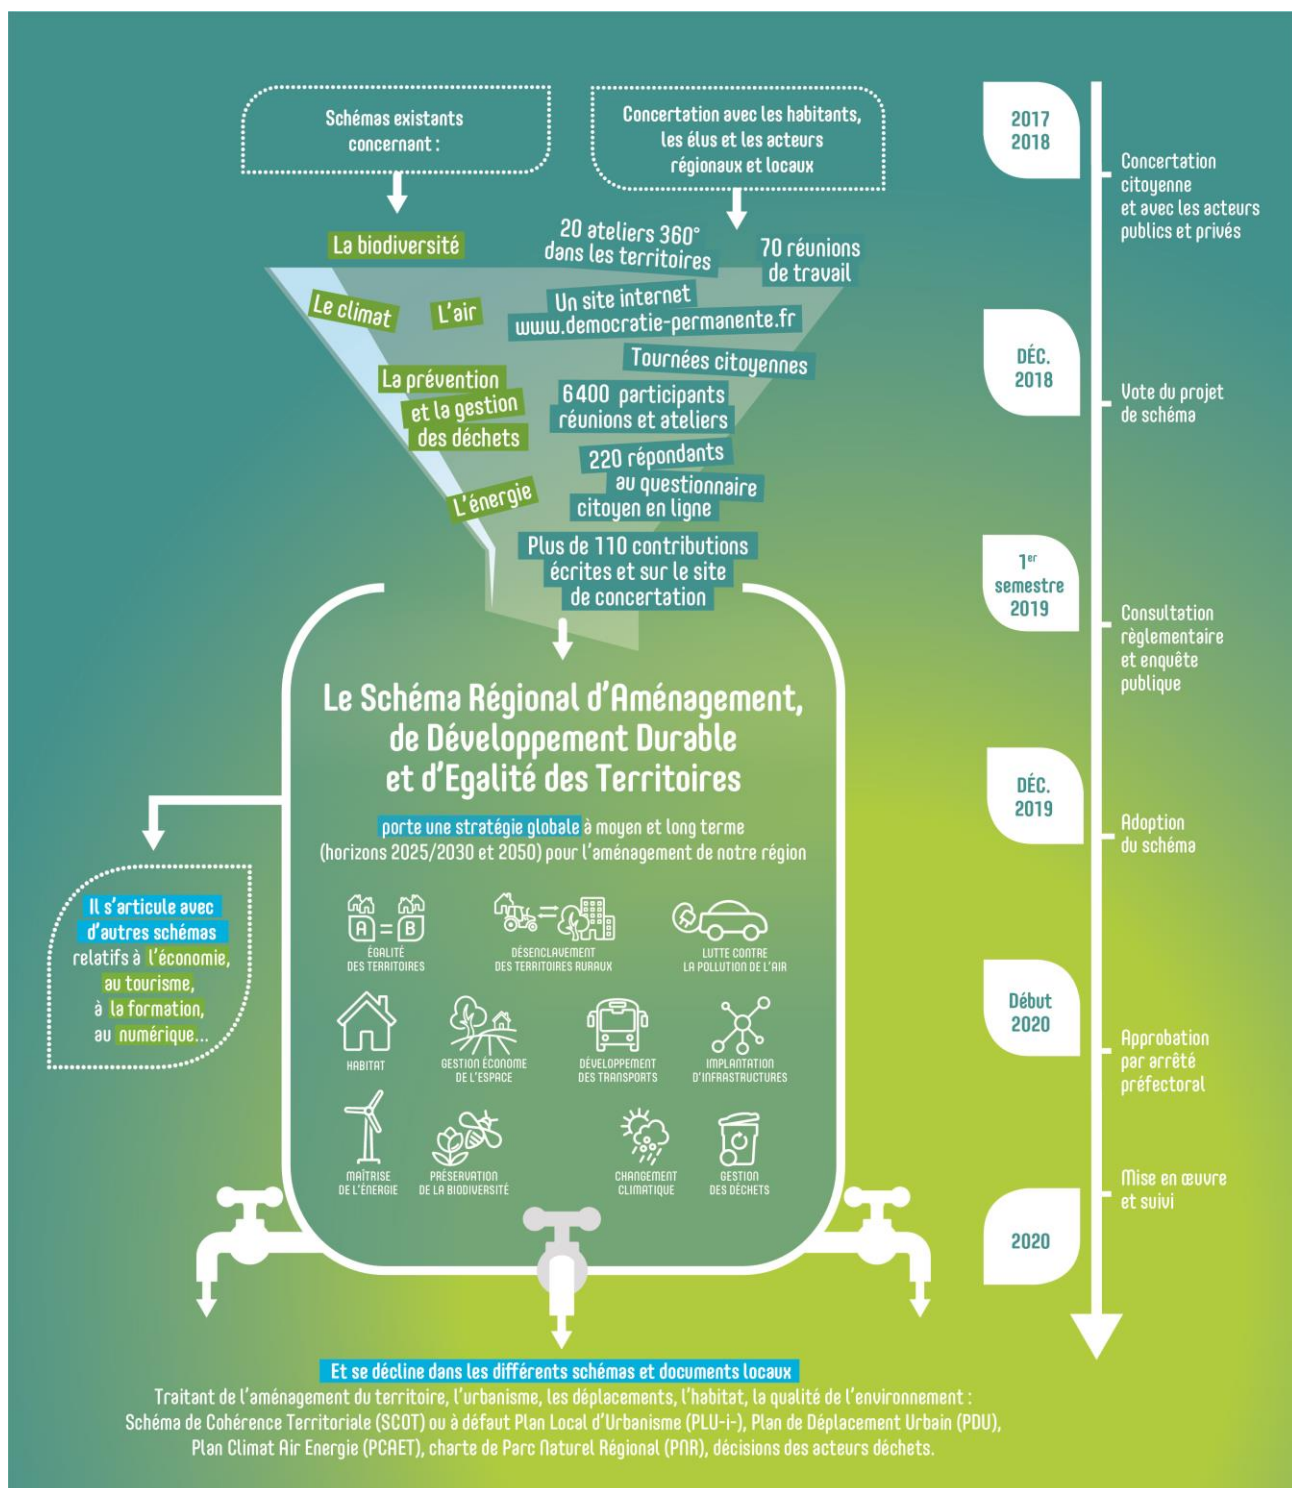 Schémas existants
concernant :
Concertation avec les habitants,
les élus et les acteurs
régionaux et locaux
La biodiversité
Le climat
L'air
La prévention
et la gestion
des déchets
L'énergie
20 ateliers 360°
dans les territoires
70 réunions
de travail
Un site internet
www.democratie-permanente.fr
Tournées citoyennes
6400 participants
réunions et ateliers
220 répondants
au questionnaire
citoyen en ligne
Plus de 110 contributions
écrites et sur le site
de concertation
Le Schéma Régional d'Aménagement,
de Développement Durable
et d'Egalité des Territoires
porte une stratégie globale à moyen et long terme
(horizons 2025/2030 et 2050) pour l'aménagement de notre région
A = B
ÉGALITÉ
DES TERRITOIRES
DÉSENCLAVEMENT
DES TERRITOIRES RURAUX
LUTTE CONTRE
LA POLLUTION DE L'AIR
HABITAT
GESTION ÉCONOME
DE L'ESPACE
DÉVELOPPEMENT
DES TRANSPORTS
IMPLANTATION
D'INFRASTRUCTURES
MAÎTRISE
DE L'ÉNERGIE
PRÉSERVATION
DE LA BIODIVERSITÉ
CHANGEMENT
CLIMATIQUE
GESTION
DES DÉCHETS
Il s'articule avec
d'autres schémas
relatifs à l'économie,
au tourisme,
à la formation,
au numérique...
Et se décline dans les différents schémas et documents locaux
Traitant de l'aménagement du territoire, l'urbanisme, les déplacements, l'habitat, la qualité de l'environnement :
Schéma de Cohérence Territoriale (SCOT) ou à défaut Plan Local d'Urbanisme (PLU-i-), Plan de Déplacement Urbain (PDU),
Plan Climat Air Energie (PCAET), charte de Parc Naturel Régional (PNR), décisions des acteurs déchets.
2017
2018
Concertation
citoyenne
et avec les acteurs
publics et privés
DÉC.
2018
Vote du projet
de schéma
1er
semestre
2019
Consultation
règlementaire
et enquête
publique
DÉC.
2019
Adoption
du schéma
Début
2020
Approbation
par arrêté
préfectoral
Mise en œuvre
et suivi
2020